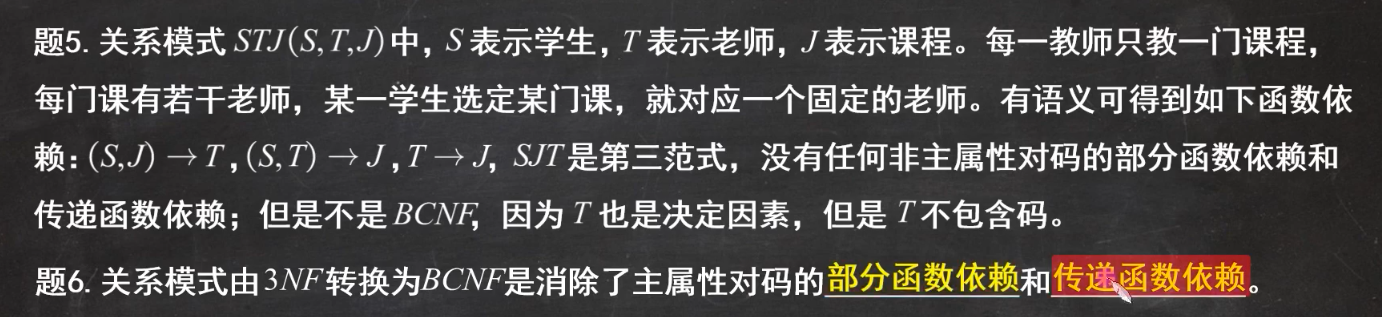 题5. 关系模式 STJ(S,T,J)中，S 表示学生，T 表示老师，J 表示课程。每一教师只教一门课程，
每门课有若干老师，某一学生选定某门课，就对应一个固定的老师。有语义可得到如下函数依
赖：(S,J) → T，(S,T) → J，T → J，SJT 是第三范式，没有任何非主属性对码的部分函数依赖和
传递函数依赖；但是不是 BCNF，因为 T 也是决定因素，但是 T 不包含码。
题6. 关系模式由 3NF 转换为BCNF是消除了主属性对码的部分函数依赖和传递函数依赖。